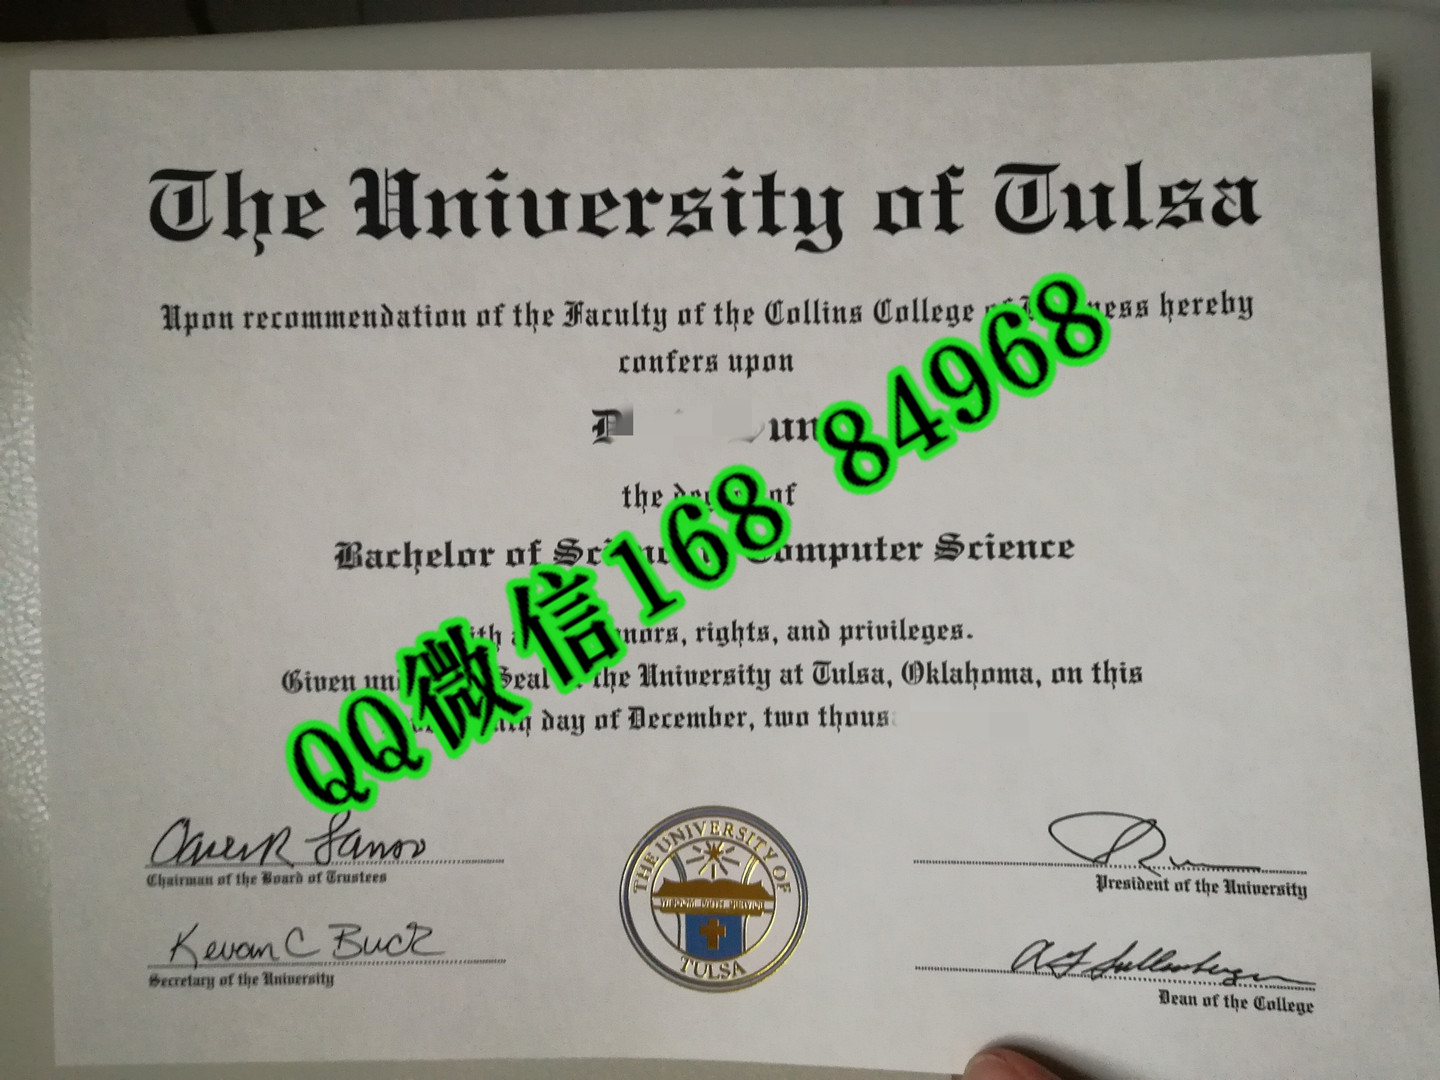 The University of Tulsa
Upon recommendation of the Faculty of the Collins College hereby
confers upon
the of
Bachelor of Computer Science
rights, and privileges.
Given Seal the University at Tulsa, Oklahoma, on this
day of December, two
QQ微信168 84968
Chairman of the Board of Trustees
Kevan C Buck
Secretary of the University
THE UNIVERSITY OF
TULSA
President of the University
Dean of the College